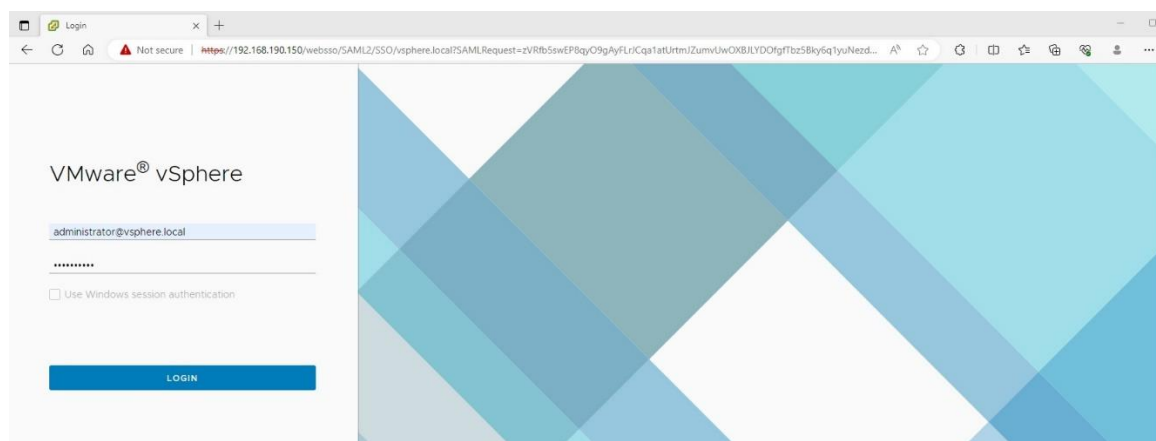 Login
Not secure | https://192.168.190.150/websso/SAML2/SSO/vsphere.local?SAMLRequest=zVRfb5swEP8qyO9gAyFLrJCqa1atUrtmJZumvUwOXBJLYDOfgfTbz5Bky6q1yuNezd...
VMware® vSphere
administrator@vsphere.local
••••••••••
Use Windows session authentication
LOGIN